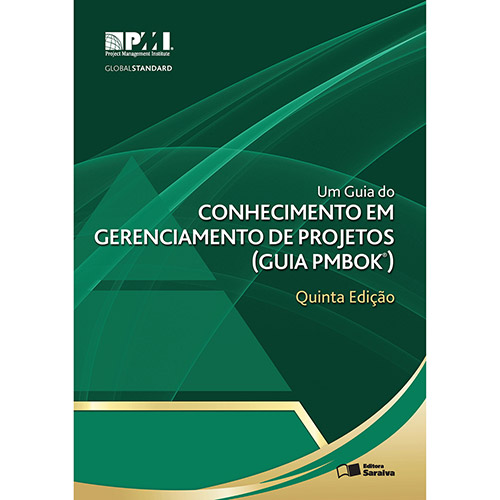 PMI
Project Management Institute
GLOBALSTANDARD
Um Guia do
CONHECIMENTO EM
GERENCIAMENTO DE PROJETOS
(GUIA PMBOK®)
Quinta Edição
Editora
Saraiva